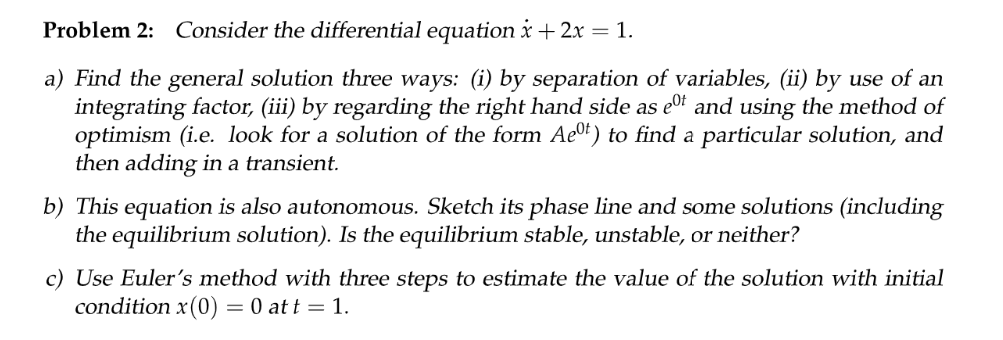 Problem 2: Consider the differential equation ẋ + 2x = 1.
a) Find the general solution three ways: (i) by separation of variables, (ii) by use of an
integrating factor, (iii) by regarding the right hand side as e^{0t} and using the method of
optimism (i.e. look for a solution of the form Ae^{0t}) to find a particular solution, and
then adding in a transient.
b) This equation is also autonomous. Sketch its phase line and some solutions (including
the equilibrium solution). Is the equilibrium stable, unstable, or neither?
c) Use Euler's method with three steps to estimate the value of the solution with initial
condition x(0) = 0 at t = 1.